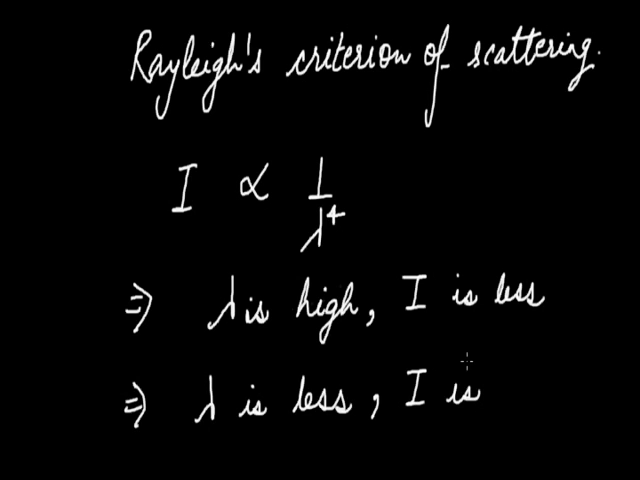 Rayleigh's criterion of scattering.
I ∝ 1/λ⁴
⇒ λ is high, I is less
⇒ λ is less, I is